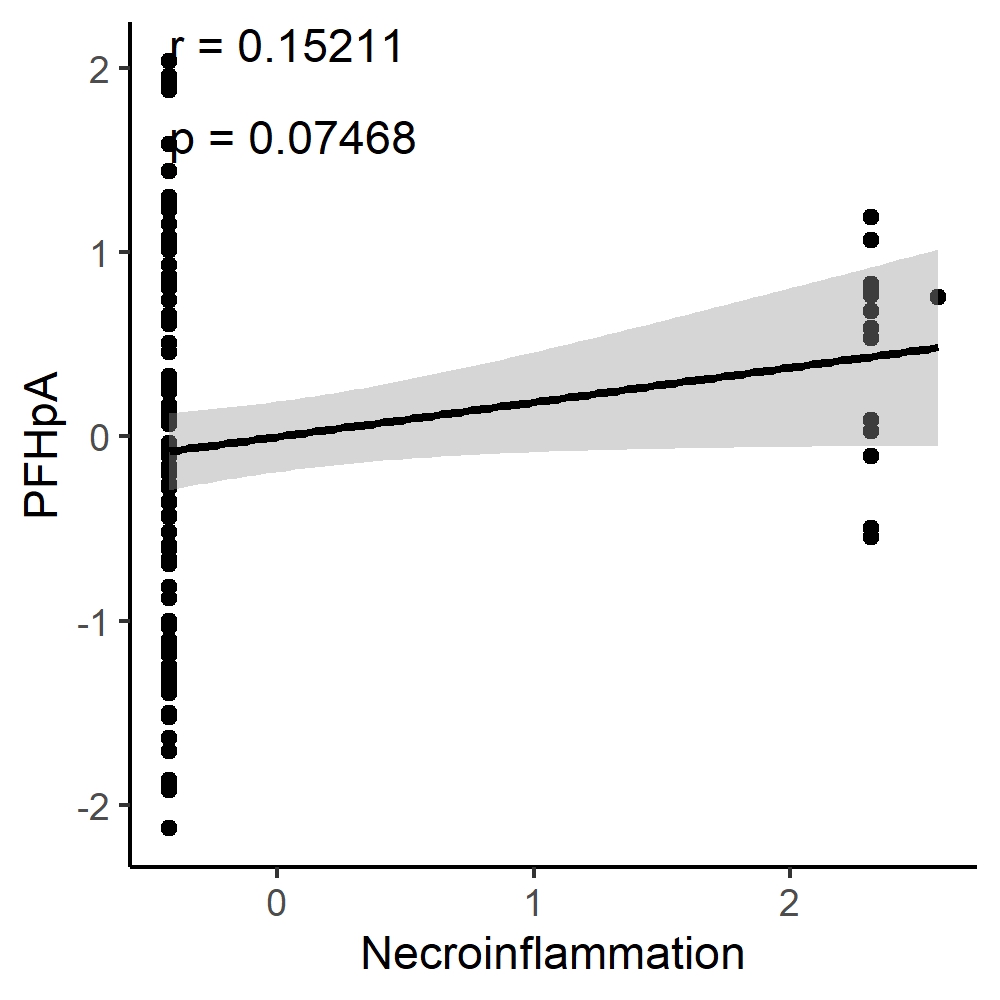 r = 0.15211
p = 0.07468
2
1
0
-1
-2
PFHpA
0
1
2
Necroinflammation